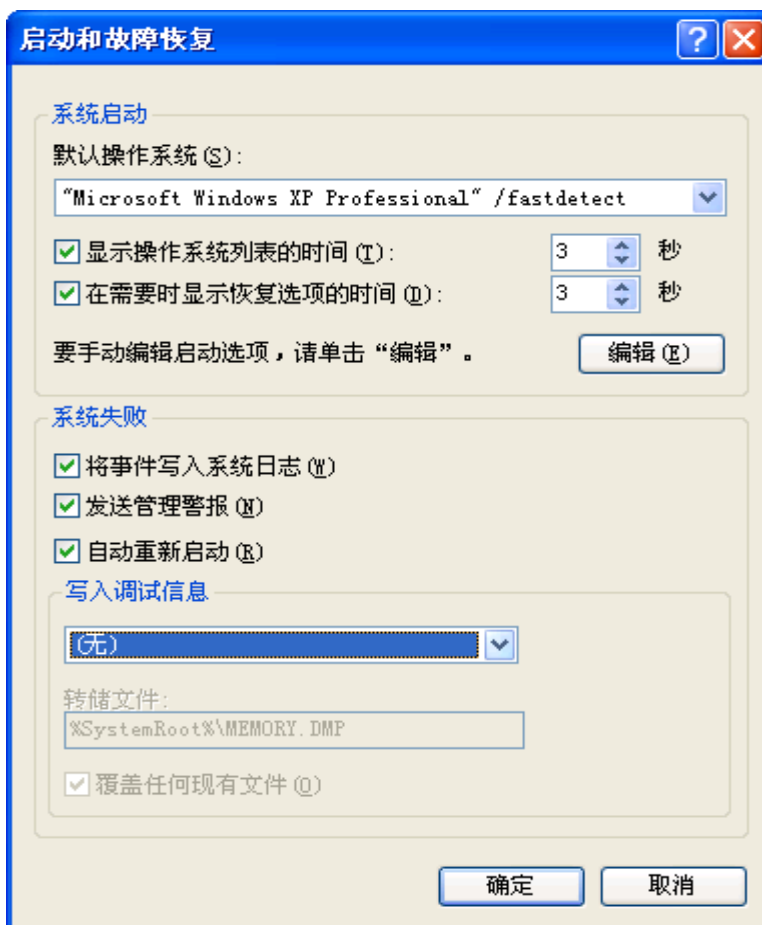 启动和故障恢复
系统启动
默认操作系统(S):
"Microsoft Windows XP Professional" /fastdetect
显示操作系统列表的时间(T): 3 秒
在需要时显示恢复选项的时间(D): 3 秒
要手动编辑启动选项，请单击“编辑”。 编辑(E)
系统失败
将事件写入系统日志(W)
发送管理警报(N)
自动重新启动(R)
写入调试信息
(无)
转储文件:
%SystemRoot%\MEMORY.DMP
覆盖任何现有文件(O)
确定 取消